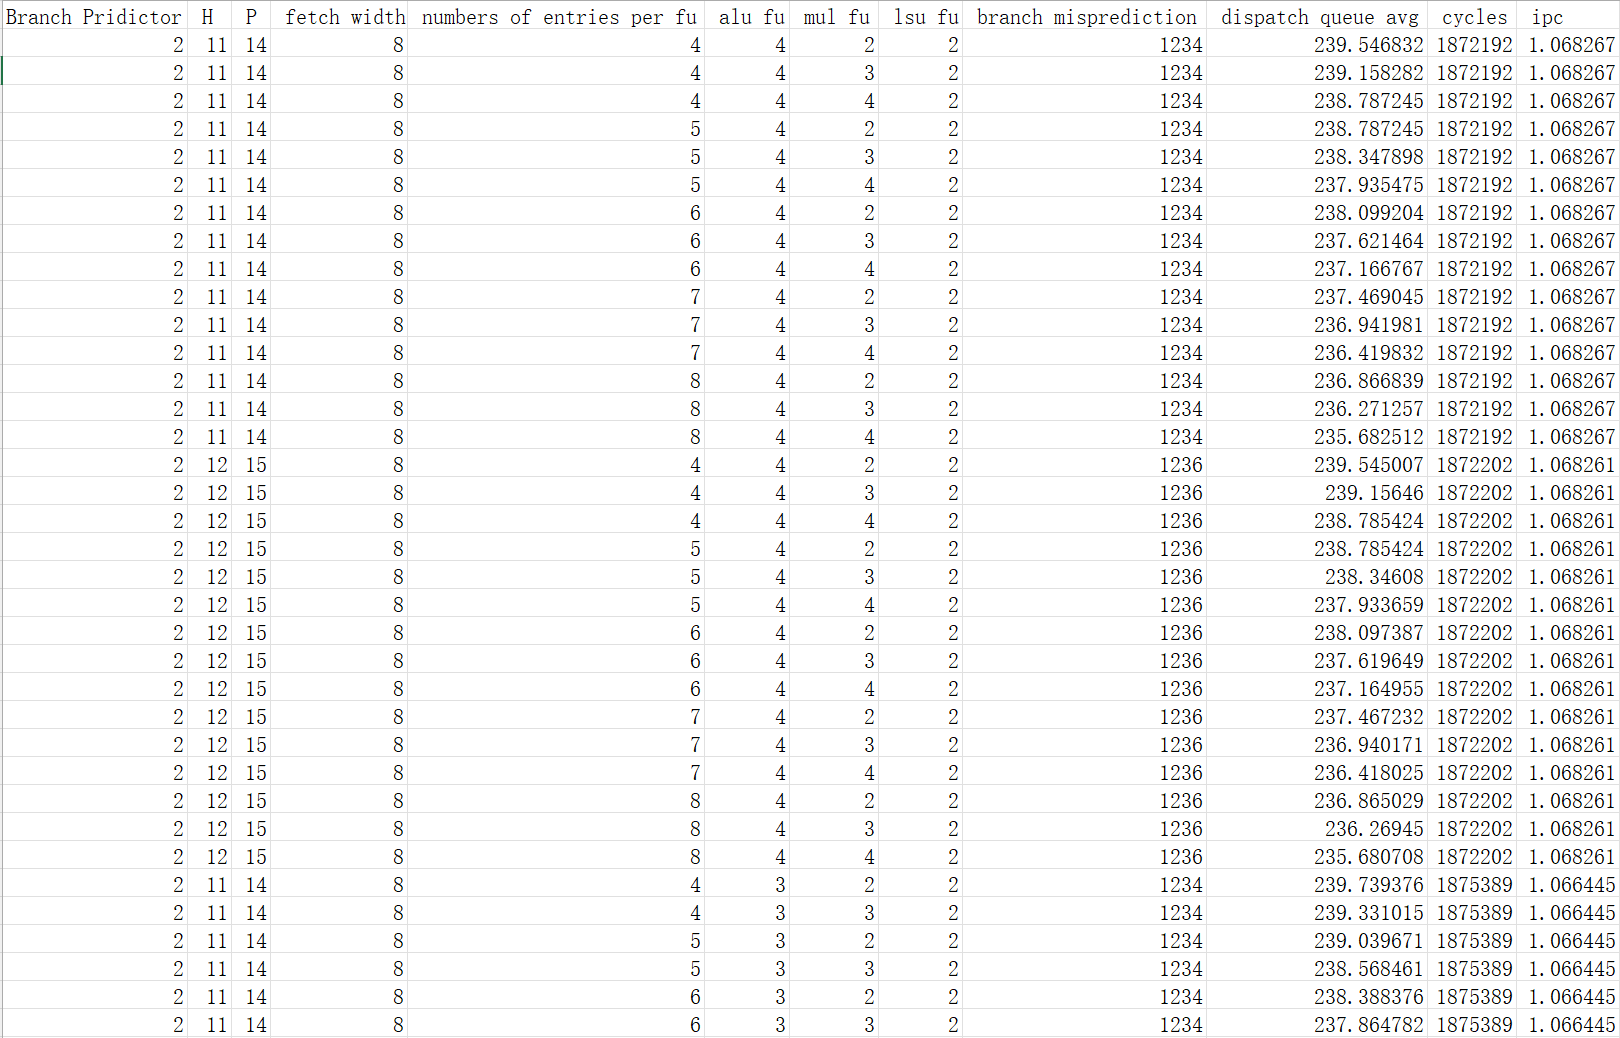 Branch Pridictor H P fetch width numbers of entries per fu alu fu mul fu lsu fu branch misprediction dispatch queue avg cycles ipc
2 11 14 8 4 4 2 2 1234 239.546832 1872192 1.068267
2 11 14 8 4 4 3 2 1234 239.158282 1872192 1.068267
2 11 14 8 4 4 4 2 1234 238.787245 1872192 1.068267
2 11 14 8 5 4 2 2 1234 238.787245 1872192 1.068267
2 11 14 8 5 4 3 2 1234 238.347898 1872192 1.068267
2 11 14 8 5 4 4 2 1234 237.935475 1872192 1.068267
2 11 14 8 6 4 2 2 1234 238.099204 1872192 1.068267
2 11 14 8 6 4 3 2 1234 237.621464 1872192 1.068267
2 11 14 8 6 4 4 2 1234 237.166767 1872192 1.068267
2 11 14 8 7 4 2 2 1234 237.469045 1872192 1.068267
2 11 14 8 7 4 3 2 1234 236.941981 1872192 1.068267
2 11 14 8 7 4 4 2 1234 236.419832 1872192 1.068267
2 11 14 8 8 4 2 2 1234 236.866839 1872192 1.068267
2 11 14 8 8 4 3 2 1234 236.271257 1872192 1.068267
2 11 14 8 8 4 4 2 1234 235.682512 1872192 1.068267
2 12 15 8 4 4 2 2 1236 239.545007 1872202 1.068261
2 12 15 8 4 4 3 2 1236 239.15646 1872202 1.068261
2 12 15 8 4 4 4 2 1236 238.785424 1872202 1.068261
2 12 15 8 5 4 2 2 1236 238.785424 1872202 1.068261
2 12 15 8 5 4 3 2 1236 238.34608 1872202 1.068261
2 12 15 8 5 4 4 2 1236 237.933659 1872202 1.068261
2 12 15 8 6 4 2 2 1236 238.097387 1872202 1.068261
2 12 15 8 6 4 3 2 1236 237.619649 1872202 1.068261
2 12 15 8 6 4 4 2 1236 237.164955 1872202 1.068261
2 12 15 8 7 4 2 2 1236 237.467232 1872202 1.068261
2 12 15 8 7 4 3 2 1236 236.940171 1872202 1.068261
2 12 15 8 7 4 4 2 1236 236.418025 1872202 1.068261
2 12 15 8 8 4 2 2 1236 236.865029 1872202 1.068261
2 12 15 8 8 4 3 2 1236 236.26945 1872202 1.068261
2 12 15 8 8 4 4 2 1236 235.680708 1872202 1.068261
2 11 14 8 4 3 2 2 1234 239.739376 1875389 1.066445
2 11 14 8 4 3 3 2 1234 239.331015 1875389 1.066445
2 11 14 8 5 3 2 2 1234 239.039671 1875389 1.066445
2 11 14 8 5 3 3 2 1234 238.568461 1875389 1.066445
2 11 14 8 6 3 2 2 1234 238.388376 1875389 1.066445
2 11 14 8 6 3 3 2 1234 237.864782 1875389 1.066445